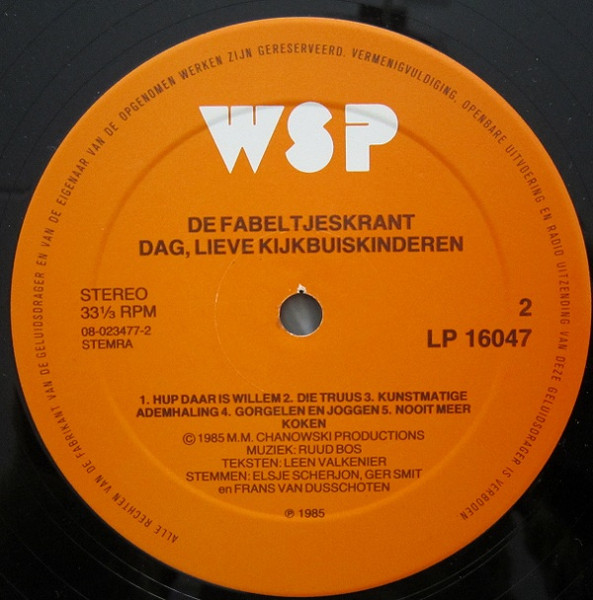 ALLE RECHTEN VAN DE FABRIKANT VAN DE GELUIDSDRAGER EN VAN DE EIGENAAR VAN DE OPGENOMEN WERKEN ZIJN GERESERVEERD. VERMENIGVULDIGING, OPENBARE UITVOERING EN RADIO UITZENDING VAN DEZE GELUIDSDRAGER IS VERBODEN
WSP
DE FABELTJESKRANT
DAG, LIEVE KIJKBUISKINDEREN
STEREO
33⅓ RPM
08-023477-2
STEMRA
2
LP 16047
1. HUP DAAR IS WILLEM 2. DIE TRUUS 3. KUNSTMATIGE
ADEMHALING 4. GORGELEN EN JOGGEN 5. NOOIT MEER
KOKEN
© 1985 M.M. CHANOWSKI PRODUCTIONS
MUZIEK: RUUD BOS
TEKSTEN: LEEN VALKENIER
STEMMEN: ELSJE SCHERJON, GER SMIT
en FRANS VAN DUSSCHOTEN
℗ 1985